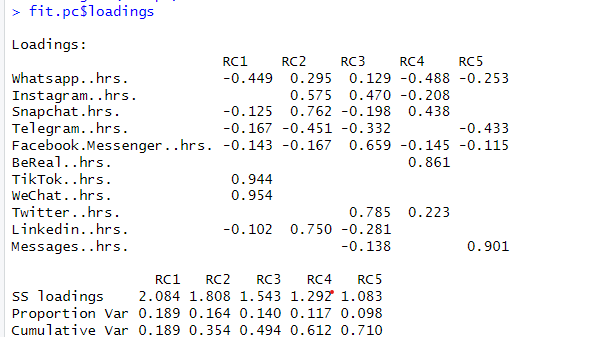 > fit.pc$loadings
Loadings:
RC1 RC2 RC3 RC4 RC5
Whatsapp..hrs. -0.449 0.295 0.129 -0.488 -0.253
Instagram..hrs. 0.575 0.470 -0.208
Snapchat.hrs. -0.125 0.762 -0.198 0.438
Telegram..hrs. -0.167 -0.451 -0.332 -0.433
Facebook.Messenger..hrs. -0.143 -0.167 0.659 -0.145 -0.115
BeReal..hrs. 0.861
TikTok..hrs. 0.944
WeChat..hrs. 0.954
Twitter..hrs. 0.785 0.223
Linkedin..hrs. -0.102 0.750 -0.281
Messages..hrs. -0.138 0.901
RC1 RC2 RC3 RC4 RC5
SS loadings 2.084 1.808 1.543 1.292 1.083
Proportion Var 0.189 0.164 0.140 0.117 0.098
Cumulative Var 0.189 0.354 0.494 0.612 0.710